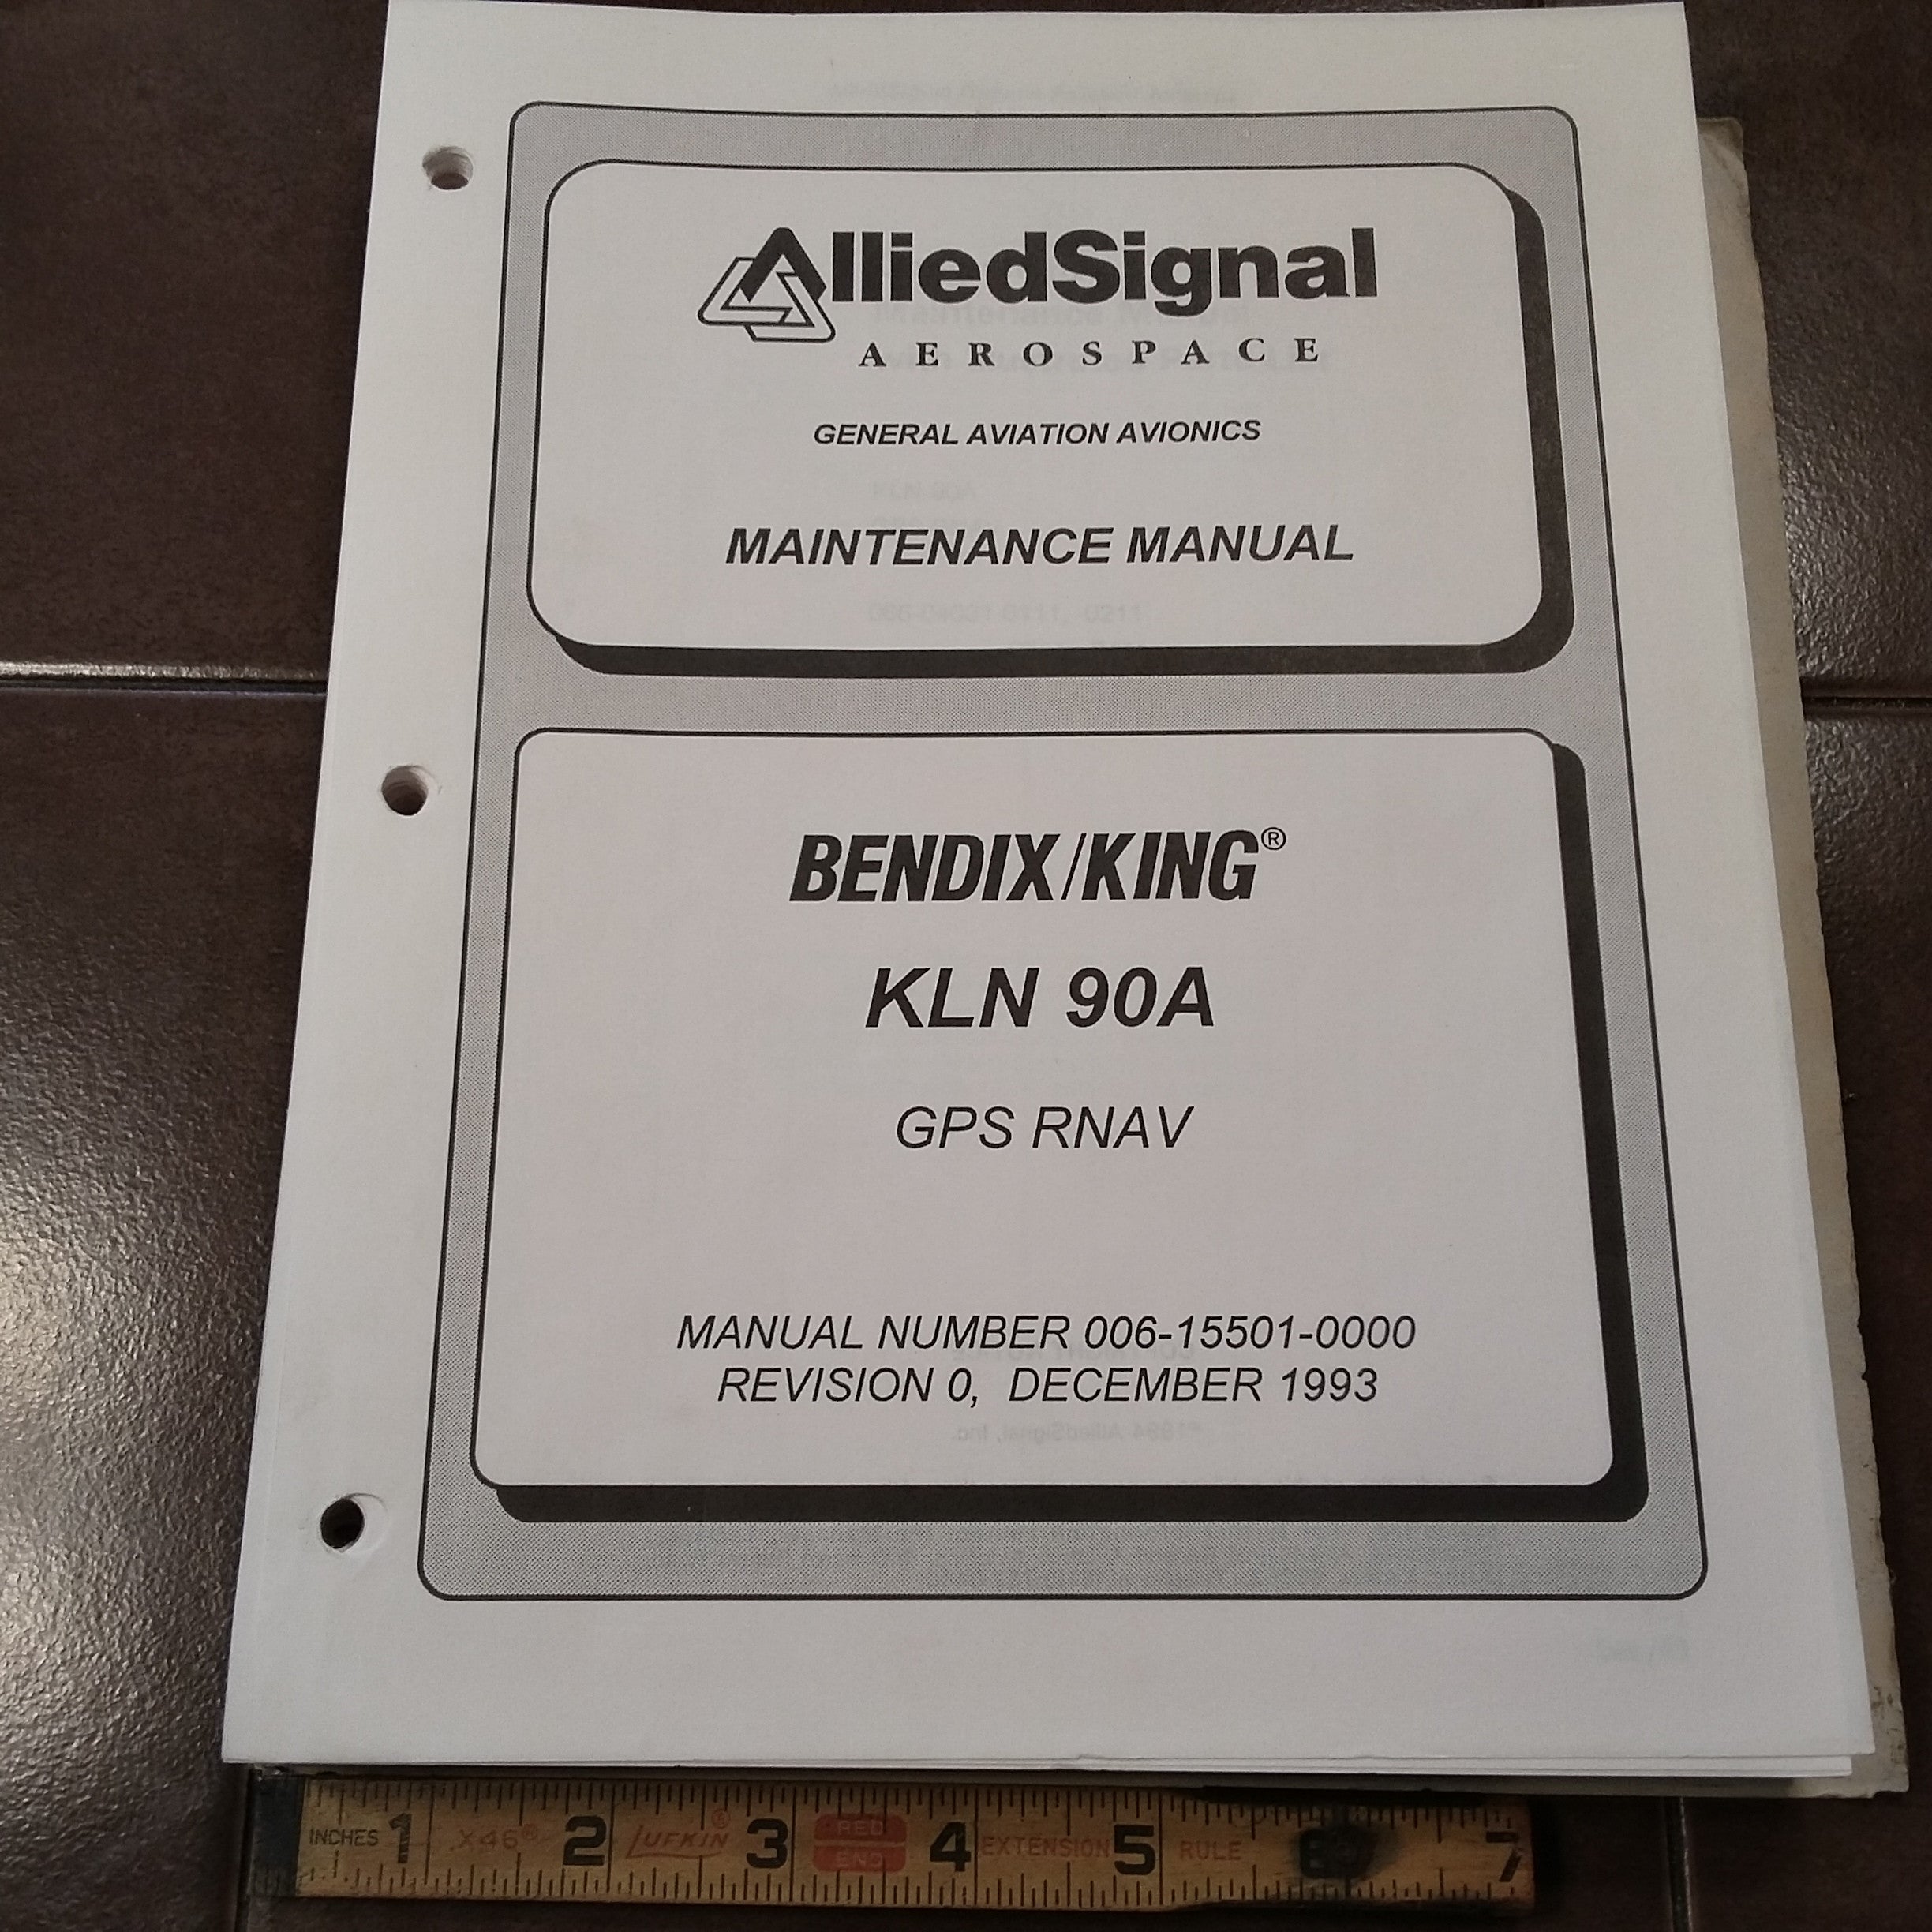 AlliedSignal
AEROSPACE
GENERAL AVIATION AVIONICS
MAINTENANCE MANUAL
BENDIX/KING®
KLN 90A
GPS RNAV
MANUAL NUMBER 006-15501-0000
REVISION 0, DECEMBER 1993
INCHES 1 X46® 2 LUFKIN® 3 RED END 4 EXTENSION 5 RULE 6 7